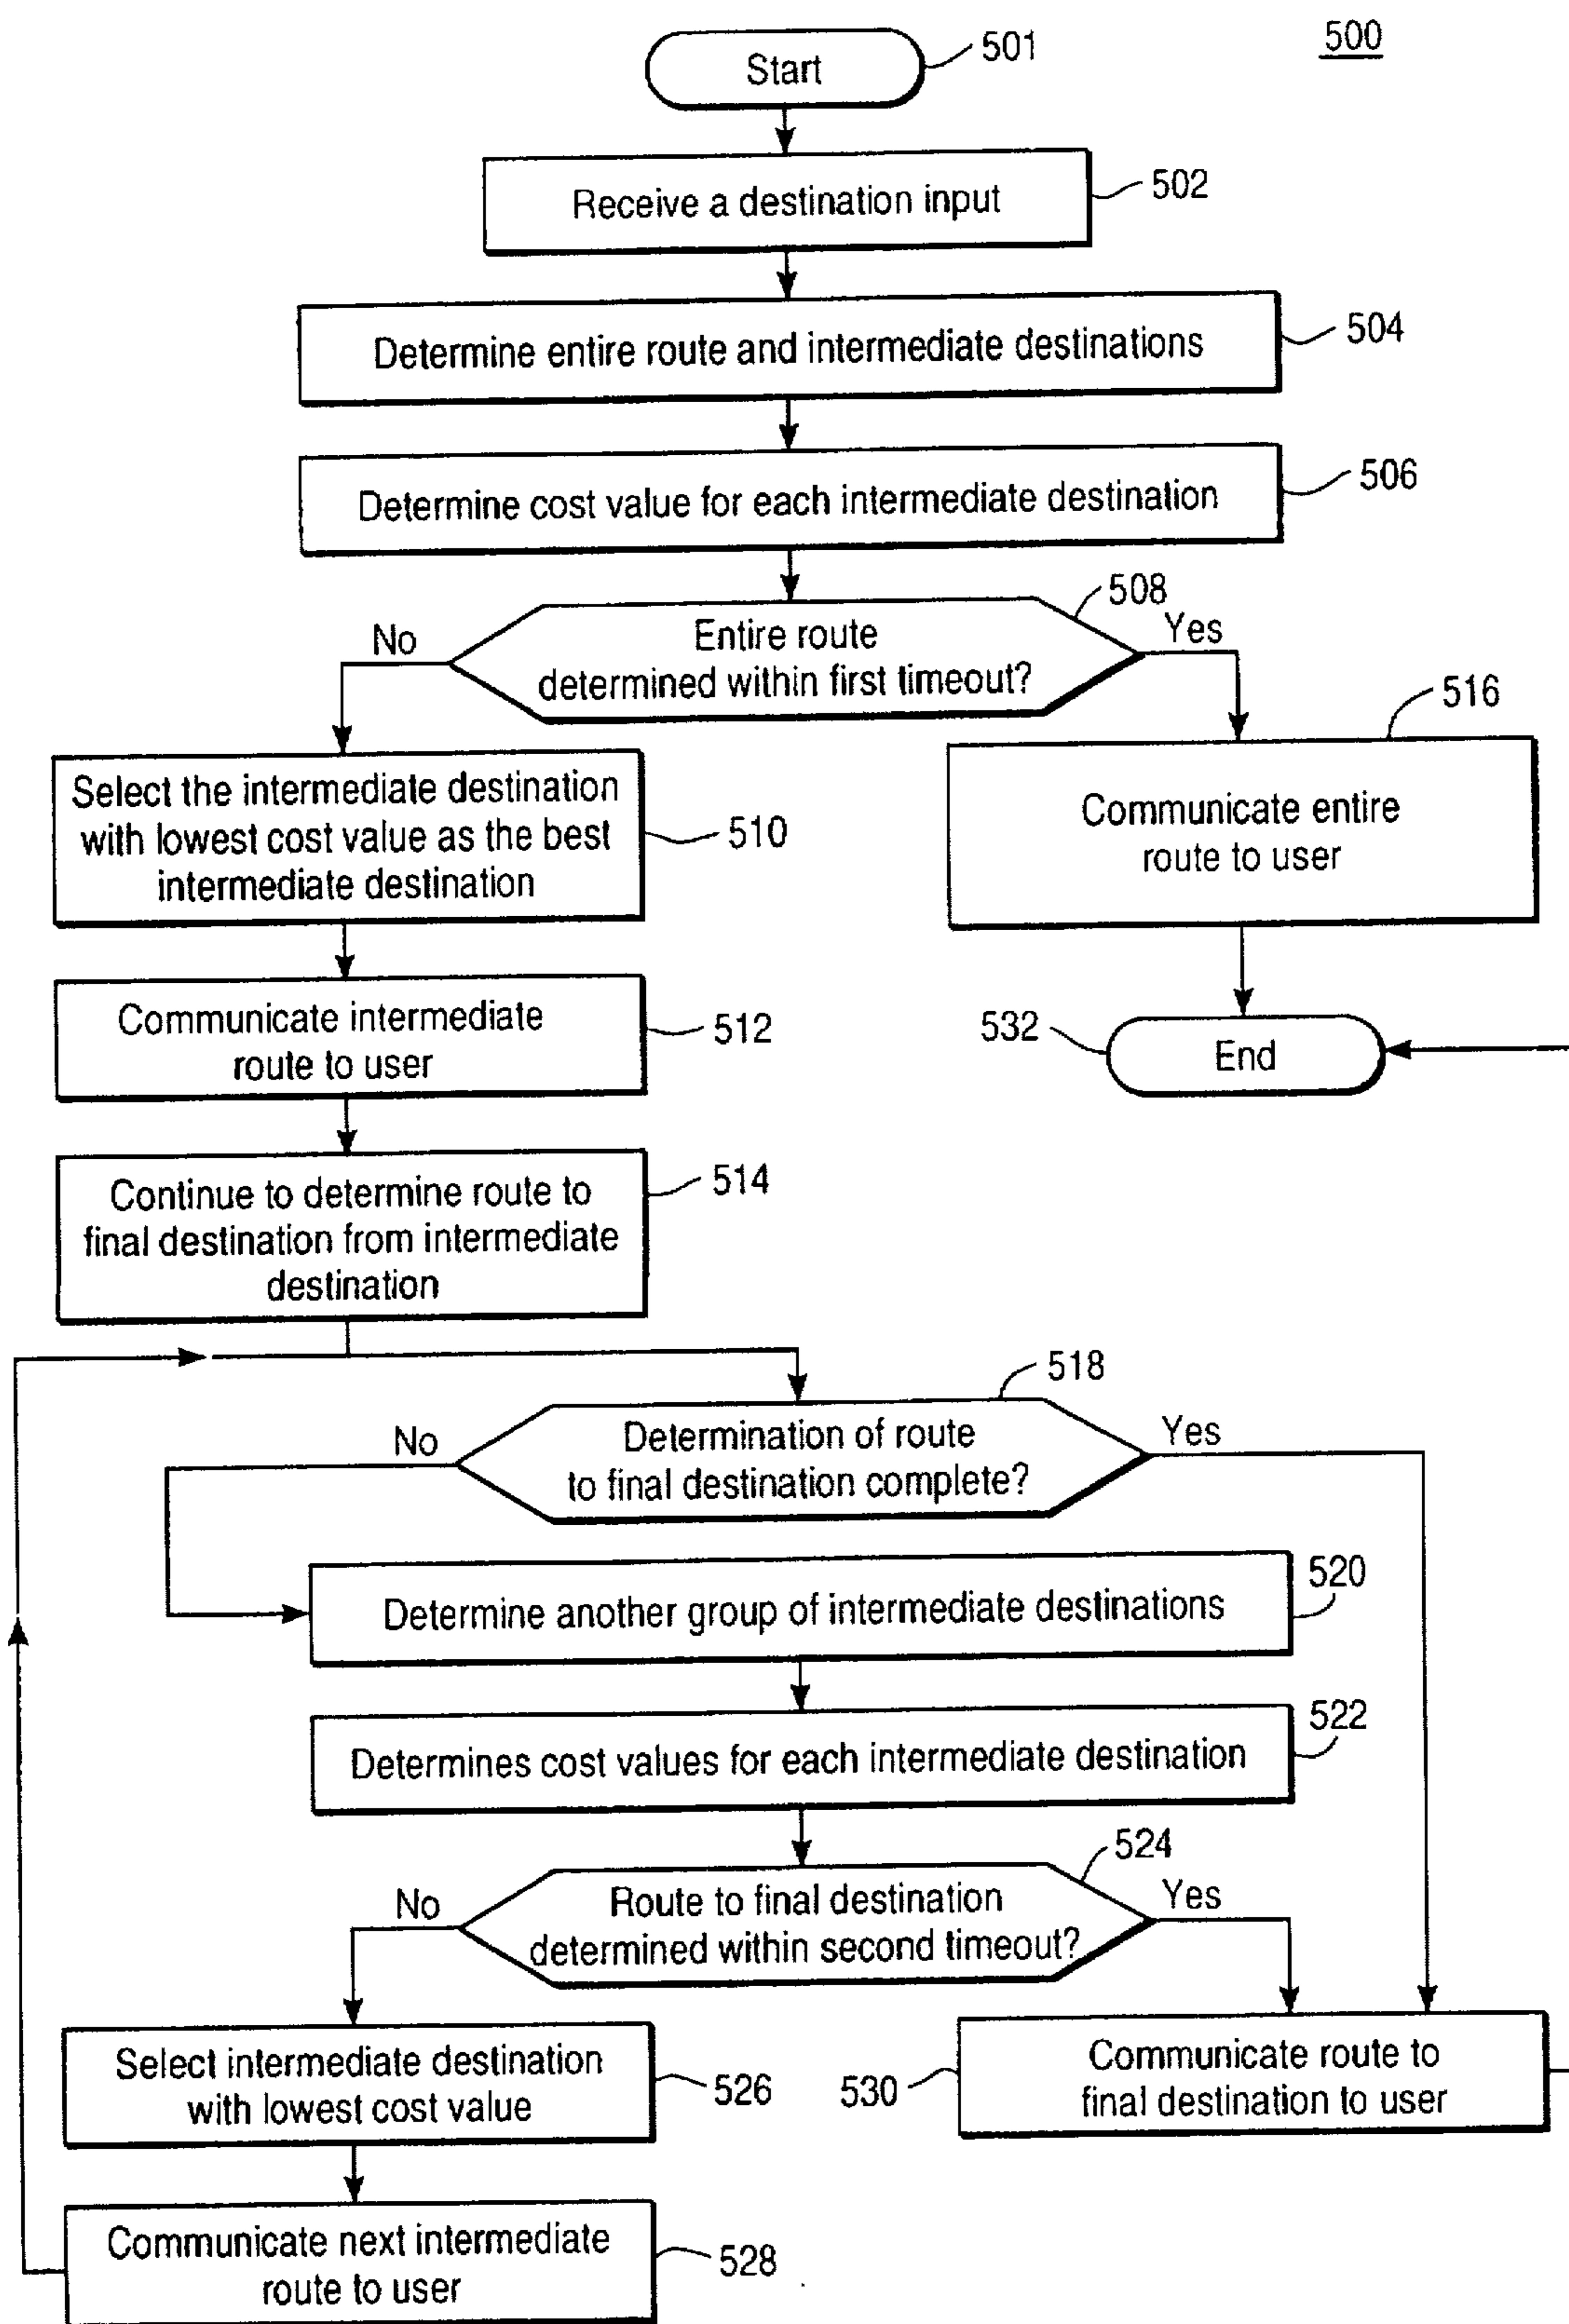 500
Start
501
Receive a destination input
502
Determine entire route and intermediate destinations
504
Determine cost value for each intermediate destination
506
508
No
Entire route
determined within first timeout?
Yes
516
Select the intermediate destination
with lowest cost value as the best
intermediate destination
510
Communicate entire
route to user
Communicate intermediate
route to user
512
532
End
Continue to determine route to
final destination from intermediate
destination
514
518
No
Determination of route
to final destination complete?
Yes
Determine another group of intermediate destinations
520
Determines cost values for each intermediate destination
522
524
No
Route to final destination
determined within second timeout?
Yes
Select intermediate destination
with lowest cost value
526
530
Communicate route to
final destination to user
Communicate next intermediate
route to user
528